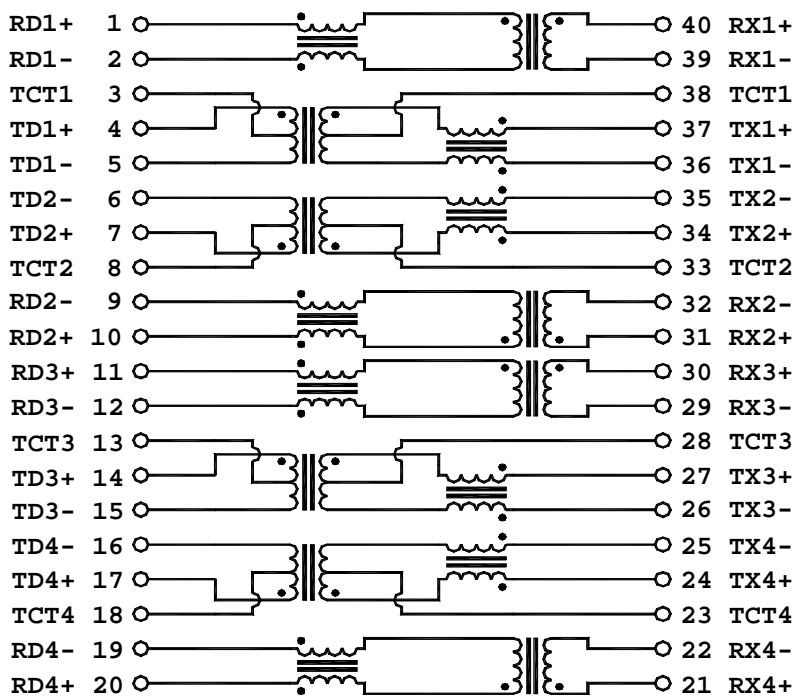 RD1+ 1 40 RX1+
RD1- 2 39 RX1-
TCT1 3 38 TCT1
TD1+ 4 37 TX1+
TD1- 5 36 TX1-
TD2- 6 35 TX2-
TD2+ 7 34 TX2+
TCT2 8 33 TCT2
RD2- 9 32 RX2-
RD2+ 10 31 RX2+
RD3+ 11 30 RX3+
RD3- 12 29 RX3-
TCT3 13 28 TCT3
TD3+ 14 27 TX3+
TD3- 15 26 TX3-
TD4- 16 25 TX4-
TD4+ 17 24 TX4+
TCT4 18 23 TCT4
RD4- 19 22 RX4-
RD4+ 20 21 RX4+